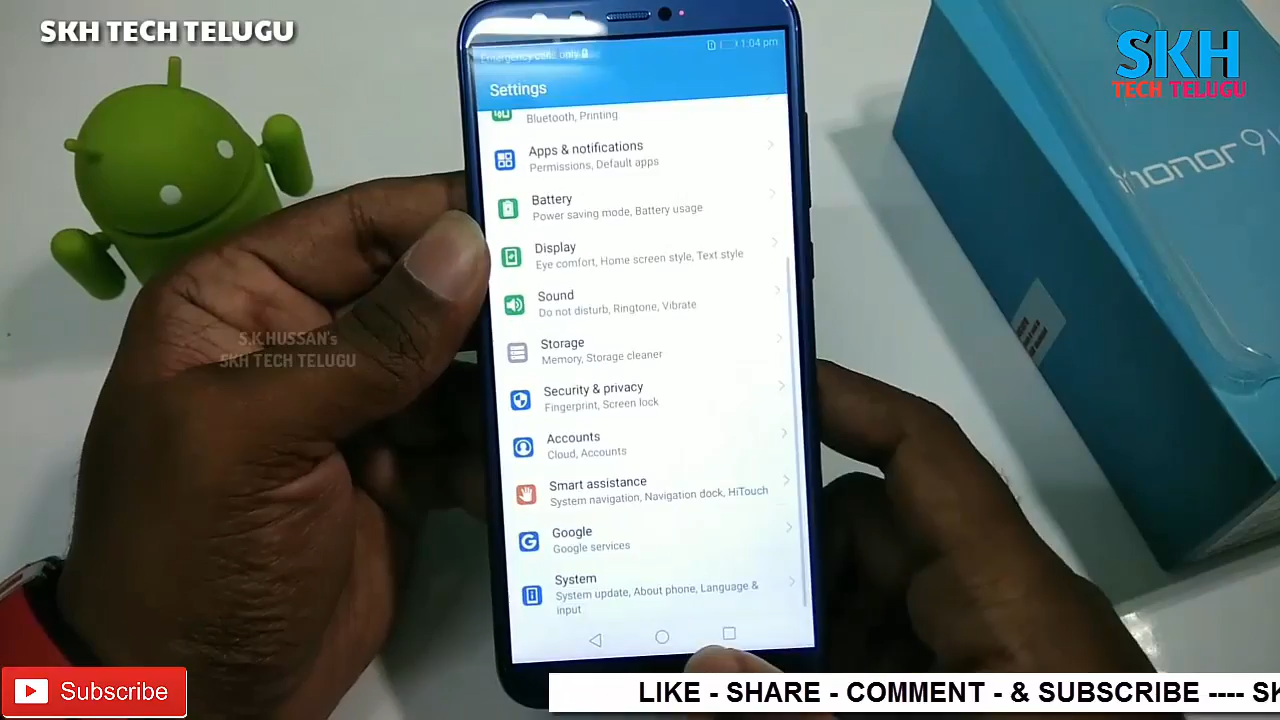 SKH TECH TELUGU
SKH
TECH TELUGU
1:04 pm
Emergency calls only
Settings
Bluetooth, Printing
Apps & notifications
Permissions, Default apps
Battery
Power saving mode, Battery usage
Display
Eye comfort, Home screen style, Text style
Sound
Do not disturb, Ringtone, Vibrate
Storage
Memory, Storage cleaner
Security & privacy
Fingerprint, Screen lock
Accounts
Cloud, Accounts
Smart assistance
System navigation, Navigation dock, HiTouch
Google
Google services
System
System update, About phone, Language &
input
honor 9
S.K.HUSSAN's
SKH TECH TELUGU
Subscribe
LIKE - SHARE - COMMENT - & SUBSCRIBE ---- SK